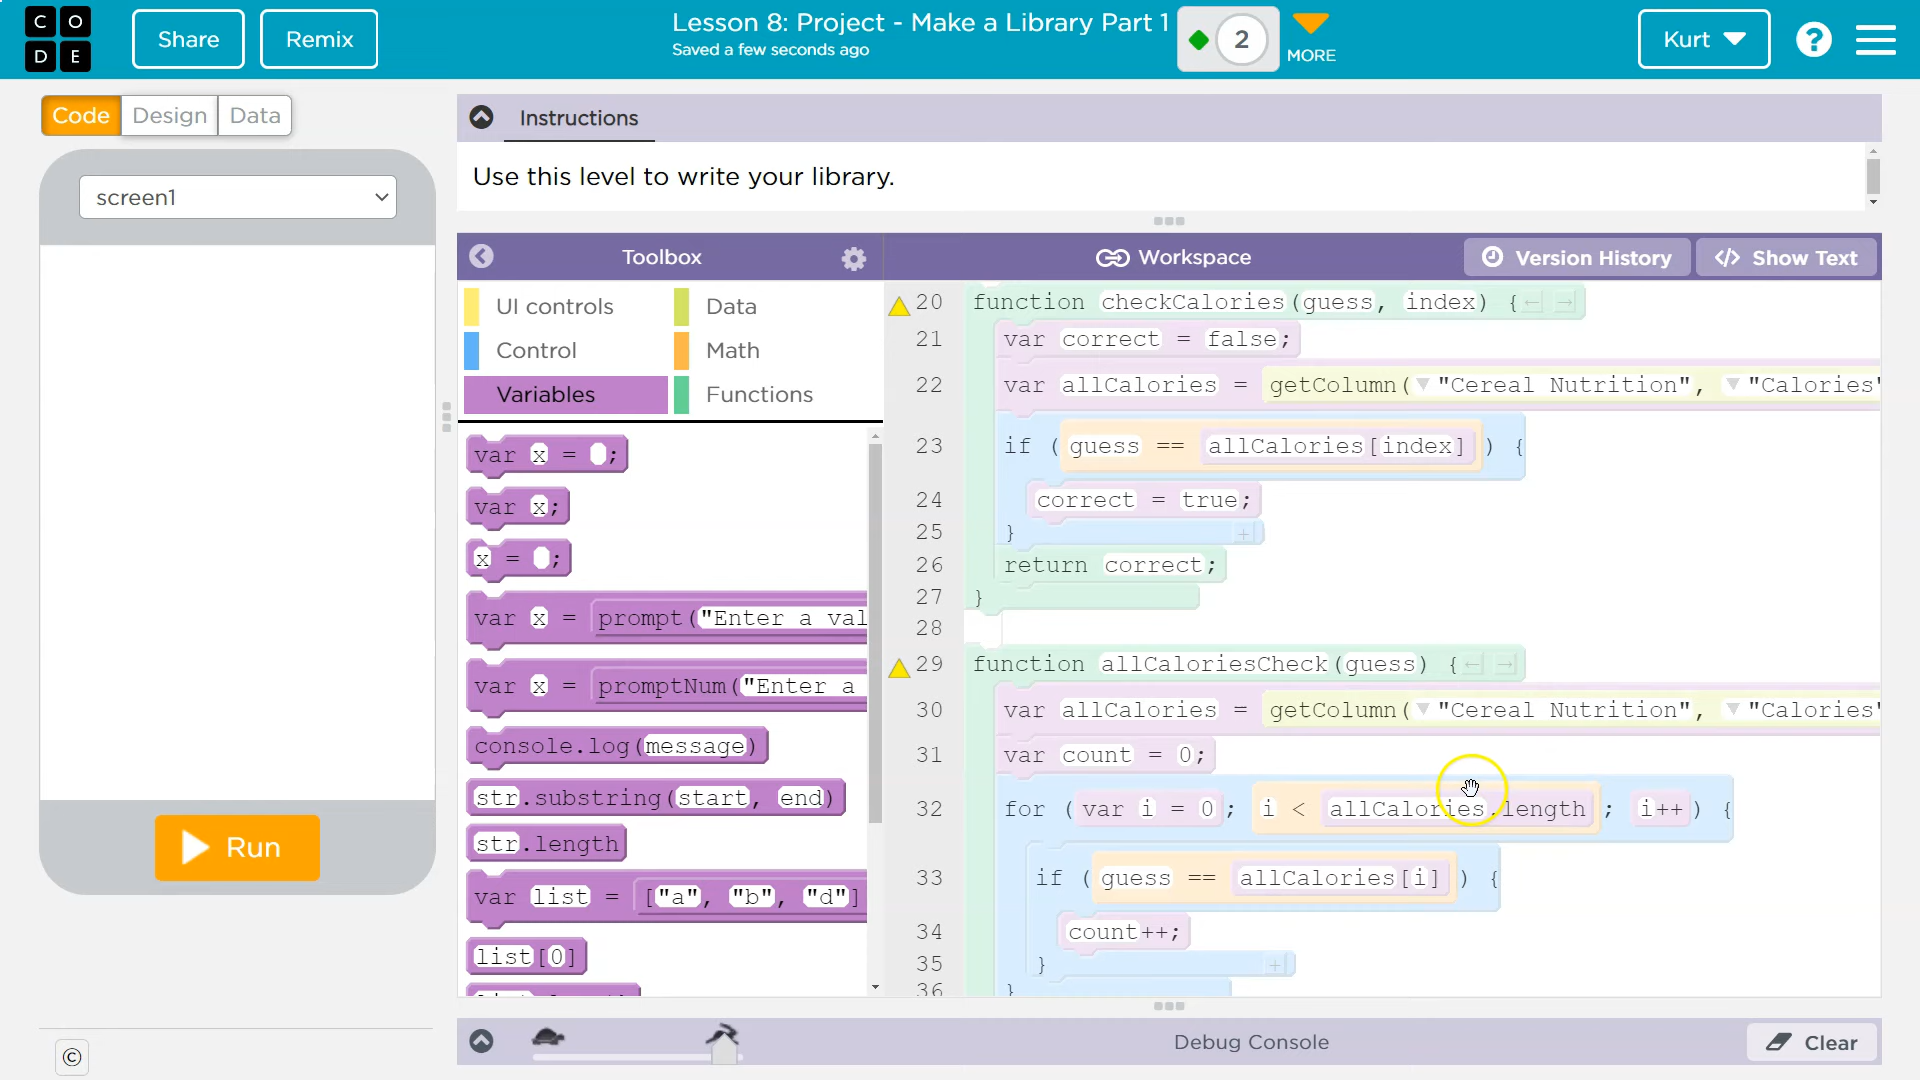 CODE
Share
Remix
Lesson 8: Project - Make a Library Part 1
Saved a few seconds ago
2
MORE
Kurt
?
Code
Design
Data
screen1
Run
©
Instructions
Use this level to write your library.
Toolbox
Workspace
Version History
</> Show Text
UI controls
Data
Control
Math
Variables
Functions
var x = ;
var x;
x = ;
var x = prompt("Enter a val
var x = promptNum("Enter a
console.log(message)
str.substring(start, end)
str.length
var list = ["a", "b", "d"]
list[0]
20 function checkCalories(guess, index) {
21 var correct = false;
22 var allCalories = getColumn("Cereal Nutrition", "Calories"
23 if (guess == allCalories[index]) {
24 correct = true;
25 }
26 return correct;
27 }
28
29 function allCaloriesCheck(guess) {
30 var allCalories = getColumn("Cereal Nutrition", "Calories"
31 var count = 0;
32 for (var i = 0; i < allCalories.length; i++) {
33 if (guess == allCalories[i]) {
34 count++;
35 }
36 }
Debug Console
Clear